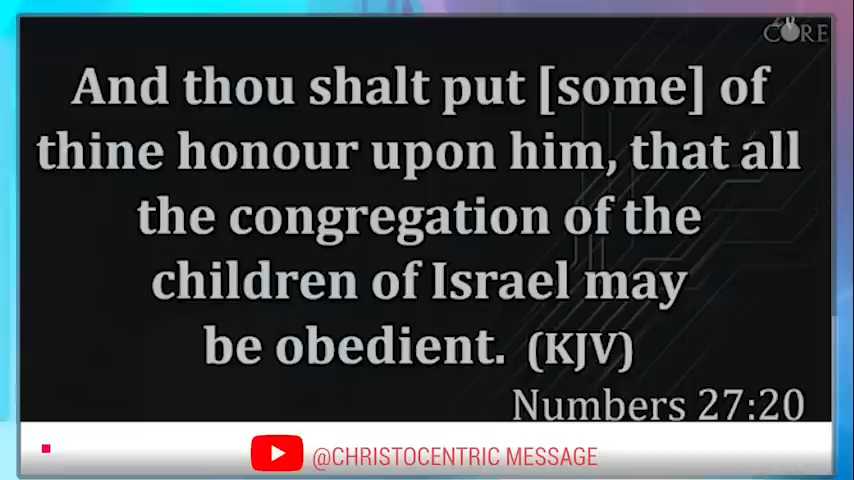 CORE
And thou shalt put [some] of
thine honour upon him, that all
the congregation of the
children of Israel may
be obedient. (KJV)
Numbers 27:20
@CHRISTOCENTRIC MESSAGE